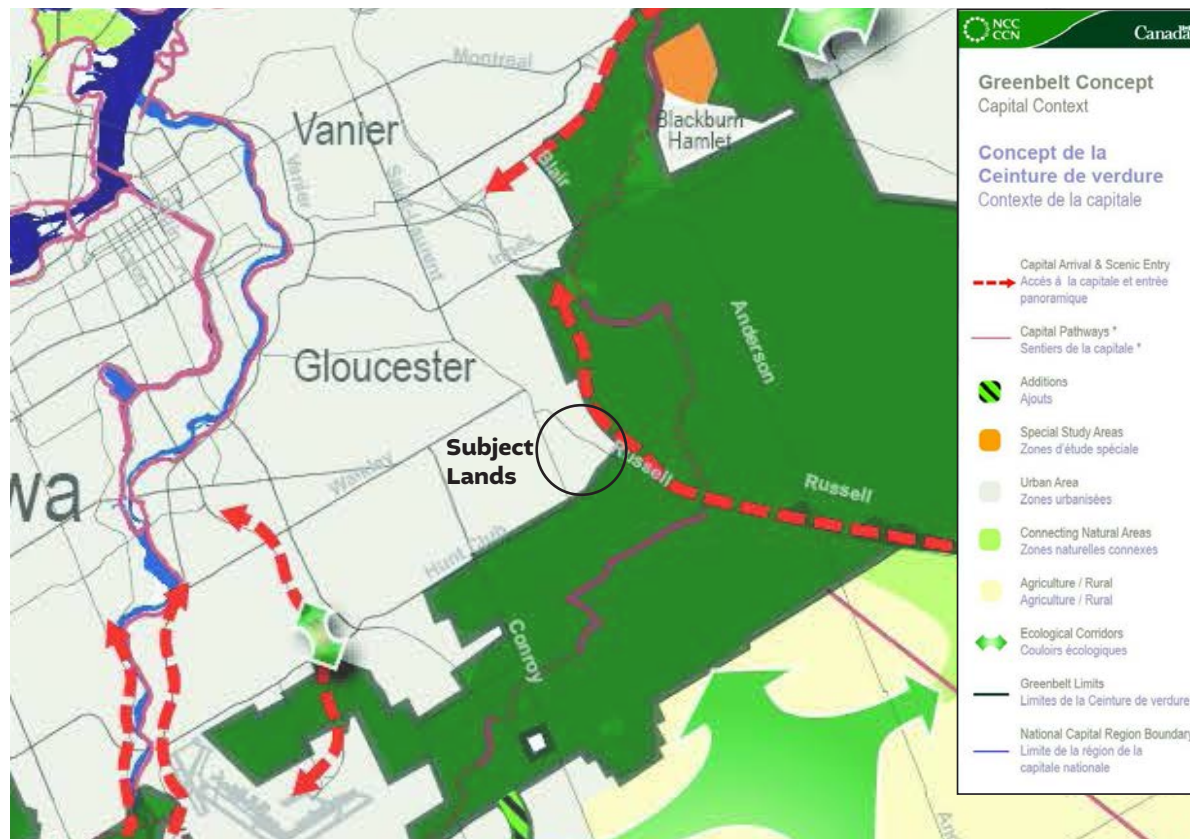 Montreal
Vanier
Vanier
Blackburn
Hamlet
Blair
Anderson
Gloucester
Subject
Lands
Russell
Russell
wa
Walkley
Hunt Club
Conroy
NCC
CCN
Canada
Greenbelt Concept
Capital Context
Concept de la
Ceinture de verdure
Contexte de la capitale
Capital Arrival & Scenic Entry
Accès à la capitale et entrée
panoramique
Capital Pathways *
Sentiers de la capitale *
Additions
Ajouts
Special Study Areas
Zones d'étude spéciale
Urban Area
Zones urbanisées
Connecting Natural Areas
Zones naturelles connexes
Agriculture / Rural
Agriculture / Rural
Ecological Corridors
Couloirs écologiques
Greenbelt Limits
Limites de la Ceinture de verdure
National Capital Region Boundary
Limite de la région de la
capitale nationale